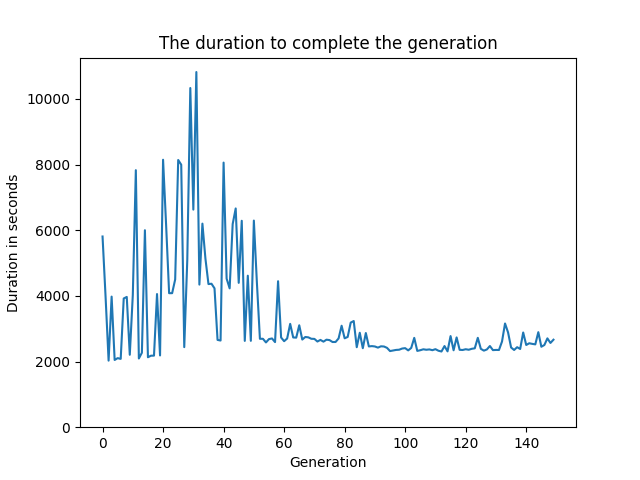 The duration to complete the generation
Duration in seconds
10000
8000
6000
4000
2000
0
0 20 40 60 80 100 120 140
Generation